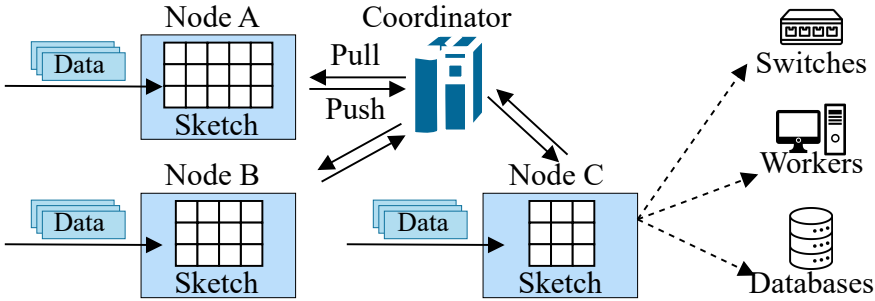 Node A
Coordinator
Data
Pull
Push
Sketch
Switches
Workers
Node B
Data
Sketch
Node C
Data
Sketch
Databases